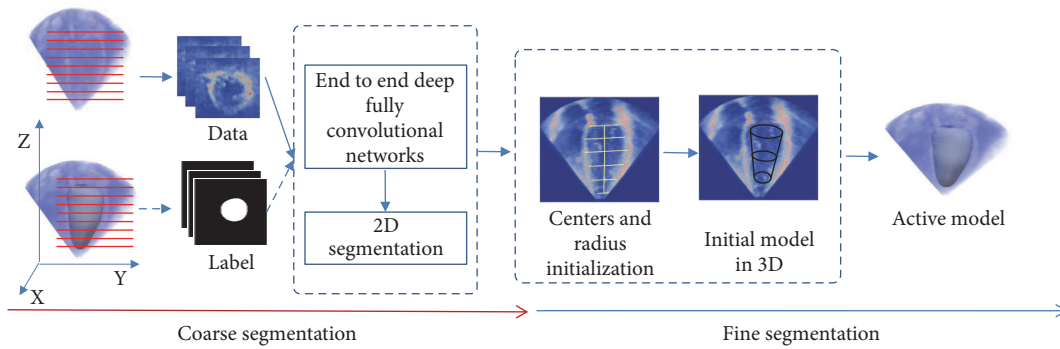 Data
Z
Label
Y
X
End to end deep
fully
convolutional
networks
2D
segmentation
Centers and
radius
initialization
Initial model
in 3D
Active model
Coarse segmentation
Fine segmentation